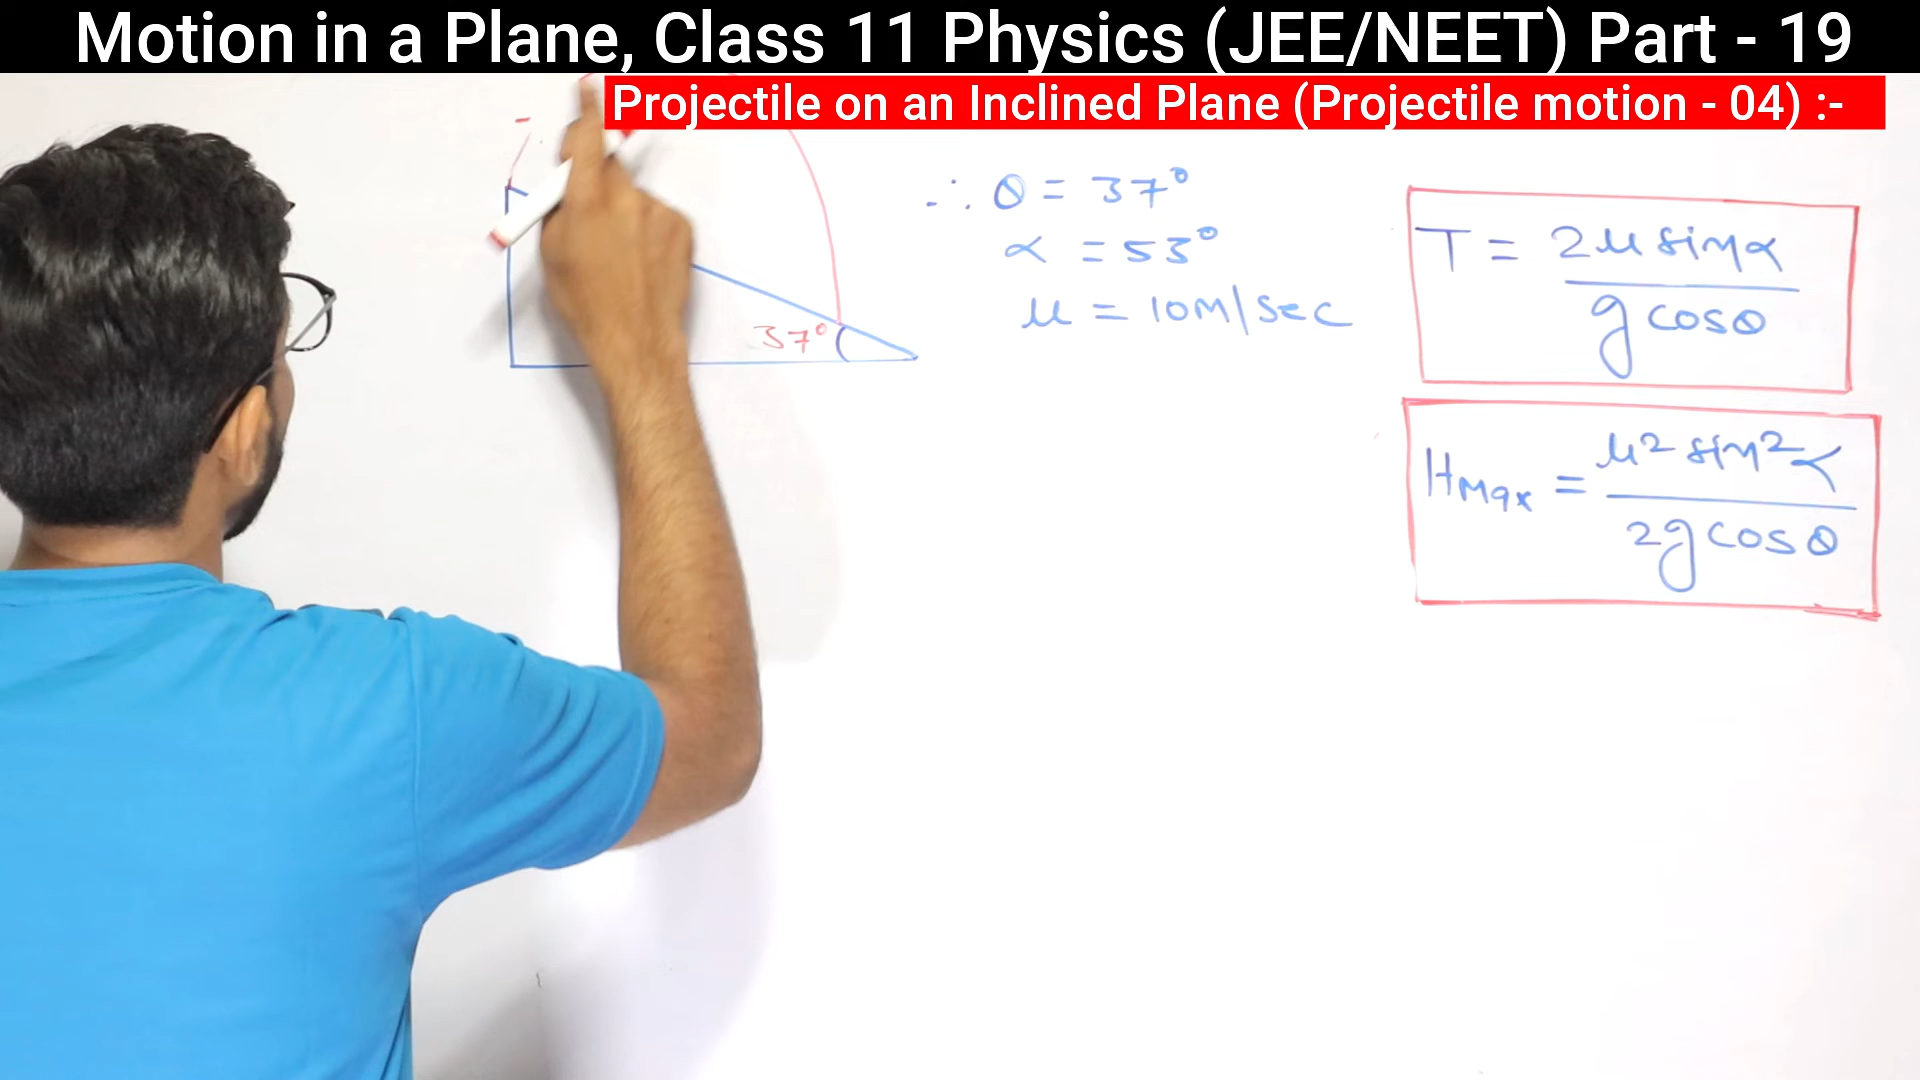 Motion in a Plane, Class 11 Physics (JEE/NEET) Part - 19
Projectile on an Inclined Plane (Projectile motion - 04) :-
∴ θ = 37°
α = 53°
u = 10m/sec
37°
T = 2u sinα / g cosθ
HMax = u² sin²α / 2g cosθ